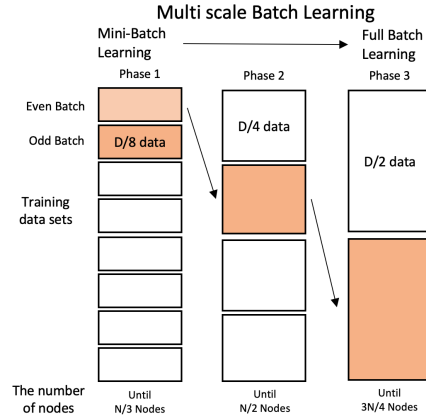 Multi scale Batch Learning
Mini-Batch
Learning
Full Batch
Learning
Phase 1
Phase 2
Phase 3
Even Batch
Odd Batch
D/8 data
D/4 data
D/2 data
Training
data sets
The number
of nodes
Until
N/3 Nodes
Until
N/2 Nodes
Until
3N/4 Nodes